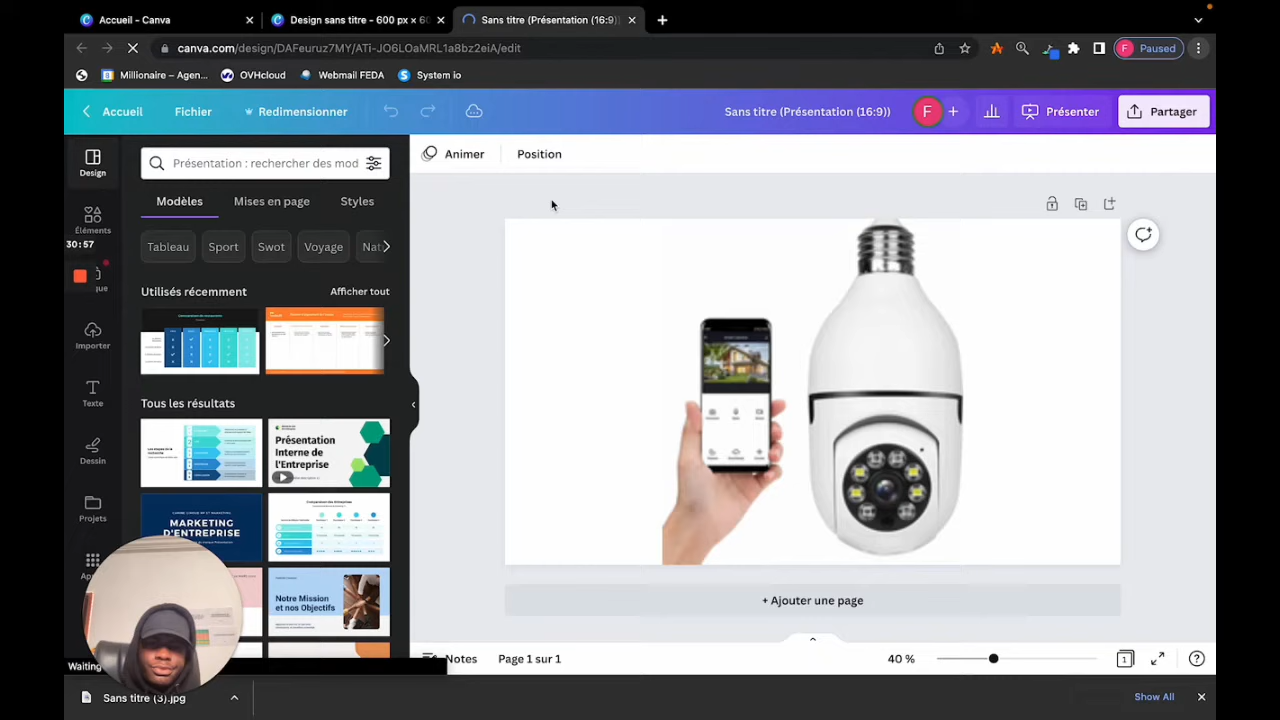 Accueil - Canva
Design sans titre - 600 px × 60
Sans titre (Présentation (16:9))
canva.com/design/DAFeuruz7MY/ATi-JO6LOaMRL1a8bz2eiA/edit
Paused
Millionaire – Agen...
OVHcloud
Webmail FEDA
System io
Accueil
Fichier
Redimensionner
Sans titre (Présentation (16:9))
F
Présenter
Partager
Design
Présentation : rechercher des mod
Animer
Position
Modèles
Mises en page
Styles
Éléments
30:57
Tableau
Sport
Swot
Voyage
Nat
que
Utilisés récemment
Afficher tout
Importer
Texte
Tous les résultats
Présentation
Interne de
l'Entreprise
Dessin
Projets
MARKETING
D'ENTREPRISE
Ap
Notre Mission
et nos Objectifs
+ Ajouter une page
Waiting
Notes
Page 1 sur 1
40 %
1
Sans titre (3).jpg
Show All